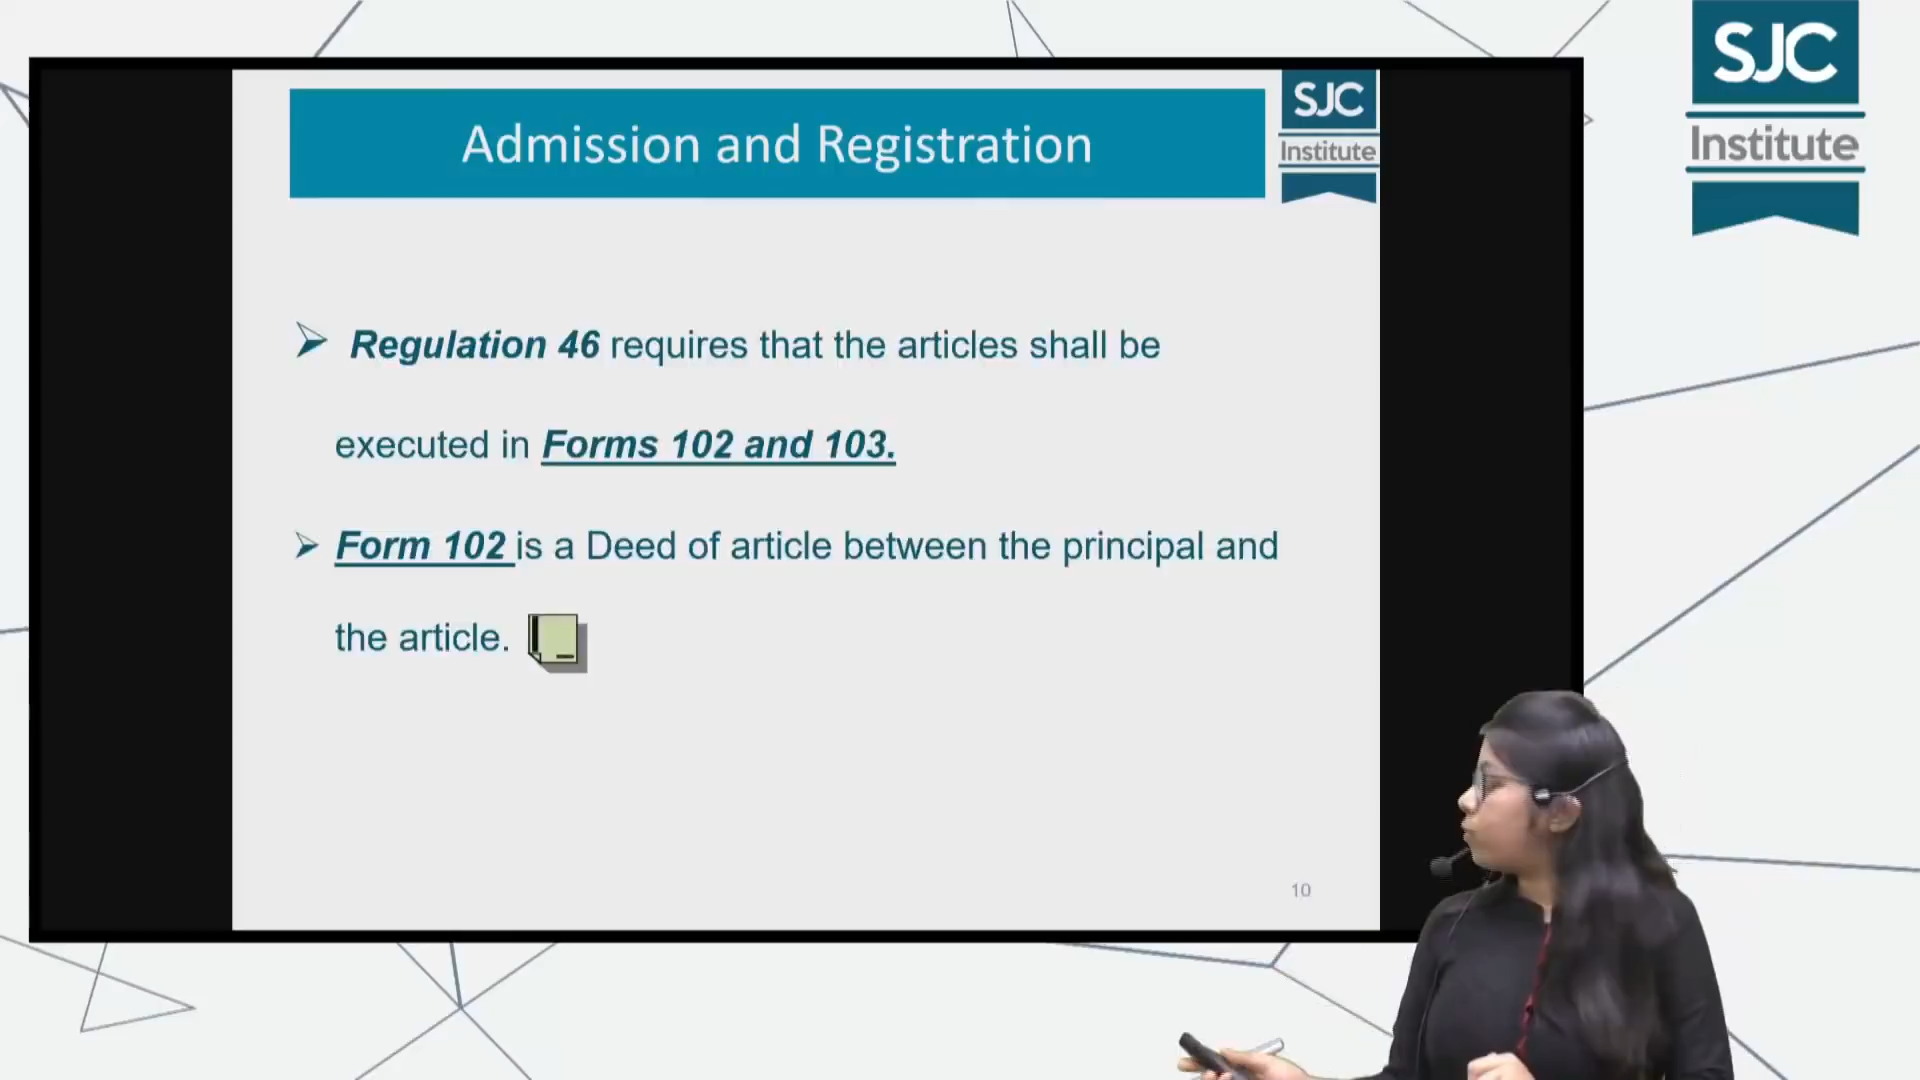 SJC
Institute
Admission and Registration
SJC
Institute
Regulation 46 requires that the articles shall be
executed in Forms 102 and 103.
Form 102 is a Deed of article between the principal and
the article.
10